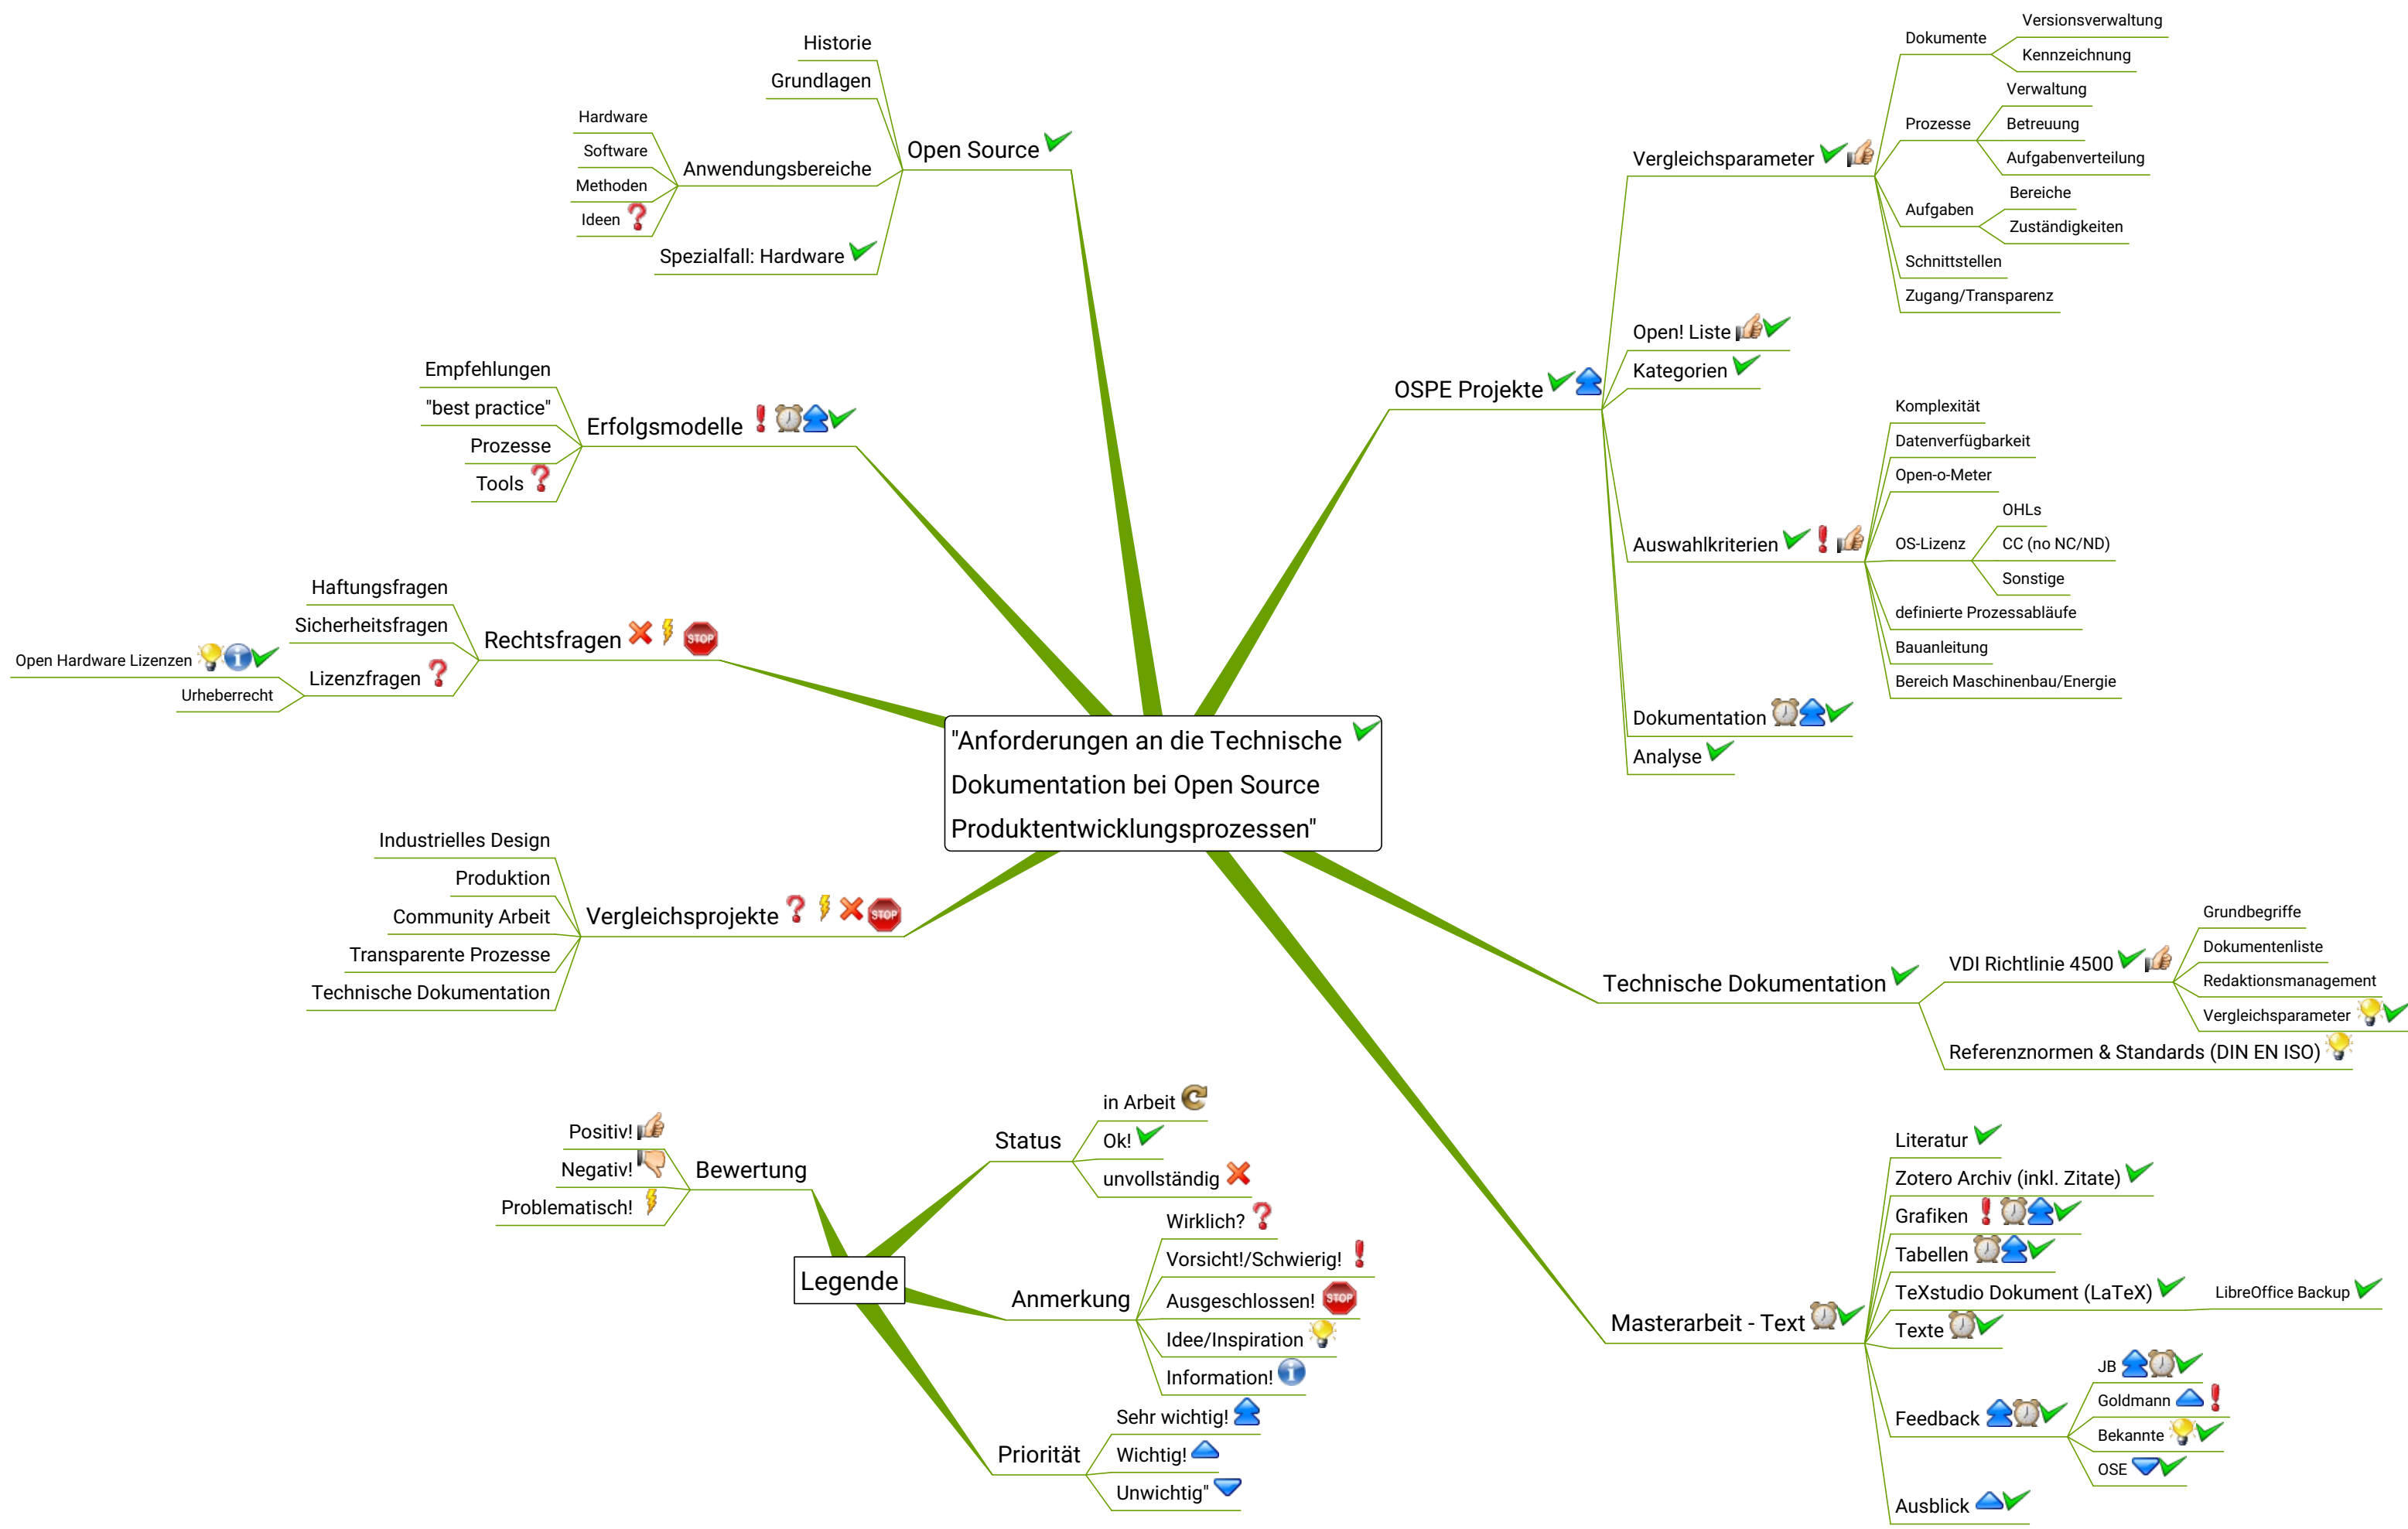 "Anforderungen an die Technische
Dokumentation bei Open Source
Produktentwicklungsprozessen"
Open Source
Historie
Grundlagen
Anwendungsbereiche
Hardware
Software
Methoden
Ideen
Spezialfall: Hardware
Erfolgsmodelle
Empfehlungen
"best practice"
Prozesse
Tools
Rechtsfragen
Haftungsfragen
Sicherheitsfragen
Lizenzfragen
Open Hardware Lizenzen
Urheberrecht
STOP
Vergleichsprojekte
STOP
Industrielles Design
Produktion
Community Arbeit
Transparente Prozesse
Technische Dokumentation
OSPE Projekte
Vergleichsparameter
Dokumente
Versionsverwaltung
Kennzeichnung
Prozesse
Verwaltung
Betreuung
Aufgabenverteilung
Aufgaben
Bereiche
Zuständigkeiten
Schnittstellen
Zugang/Transparenz
Open! Liste
Kategorien
Auswahlkriterien
Komplexität
Datenverfügbarkeit
Open-o-Meter
OS-Lizenz
OHLs
CC (no NC/ND)
Sonstige
definierte Prozessabläufe
Bauanleitung
Bereich Maschinenbau/Energie
Dokumentation
Analyse
Technische Dokumentation
VDI Richtlinie 4500
Grundbegriffe
Dokumentenliste
Redaktionsmanagement
Vergleichsparameter
Referenznormen & Standards (DIN EN ISO)
Masterarbeit - Text
Literatur
Zotero Archiv (inkl. Zitate)
Grafiken
Tabellen
TeXstudio Dokument (LaTeX)
LibreOffice Backup
Texte
Feedback
JB
Goldmann
Bekannte
OSE
Ausblick
Legende
Bewertung
Positiv!
Negativ!
Problematisch!
Status
in Arbeit
Ok!
unvollständig
Anmerkung
Wirklich?
Vorsicht!/Schwierig!
Ausgeschlossen!
STOP
Idee/Inspiration
Information!
Priorität
Sehr wichtig!
Wichtig!
Unwichtig"